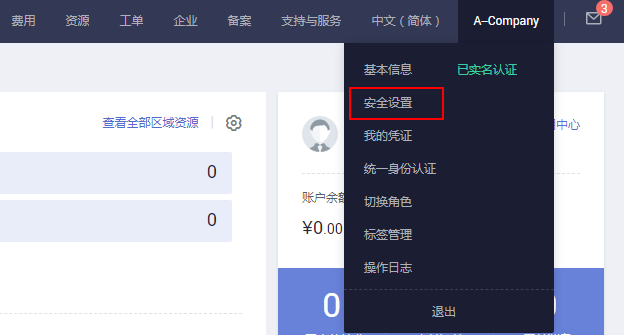 费用 资源 工单 企业 备案 支持与服务 中文（简体） A-Company 3
基本信息 已实名认证
安全设置
查看全部区域资源
中心
我的凭证
0
统一身份认证
账户余额
切换角色
¥0.00
0
标签管理
操作日志
0
退出